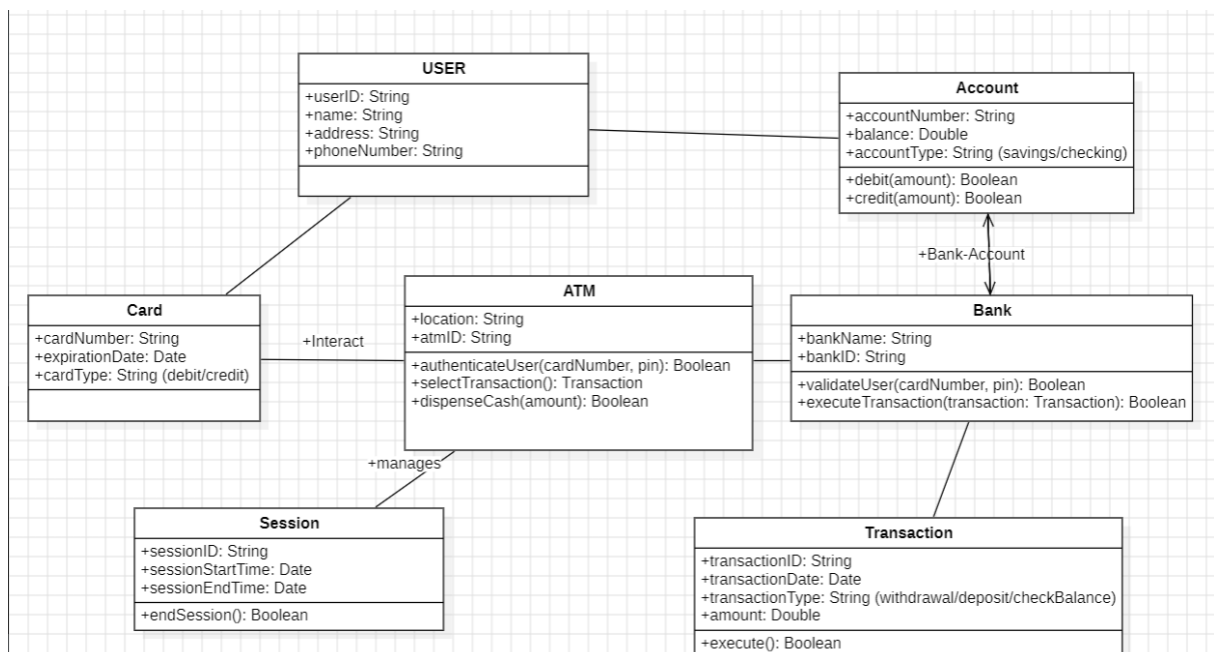 USER
+userID: String
+name: String
+address: String
+phoneNumber: String
Account
+accountNumber: String
+balance: Double
+accountType: String (savings/checking)
+debit(amount): Boolean
+credit(amount): Boolean
+Bank-Account
Card
+cardNumber: String
+expirationDate: Date
+cardType: String (debit/credit)
+Interact
ATM
+location: String
+atmID: String
+authenticateUser(cardNumber, pin): Boolean
+selectTransaction(): Transaction
+dispenseCash(amount): Boolean
Bank
+bankName: String
+bankID: String
+validateUser(cardNumber, pin): Boolean
+executeTransaction(transaction: Transaction): Boolean
+manages
Session
+sessionID: String
+sessionStartTime: Date
+sessionEndTime: Date
+endSession(): Boolean
Transaction
+transactionID: String
+transactionDate: Date
+transactionType: String (withdrawal/deposit/checkBalance)
+amount: Double
+execute(): Boolean